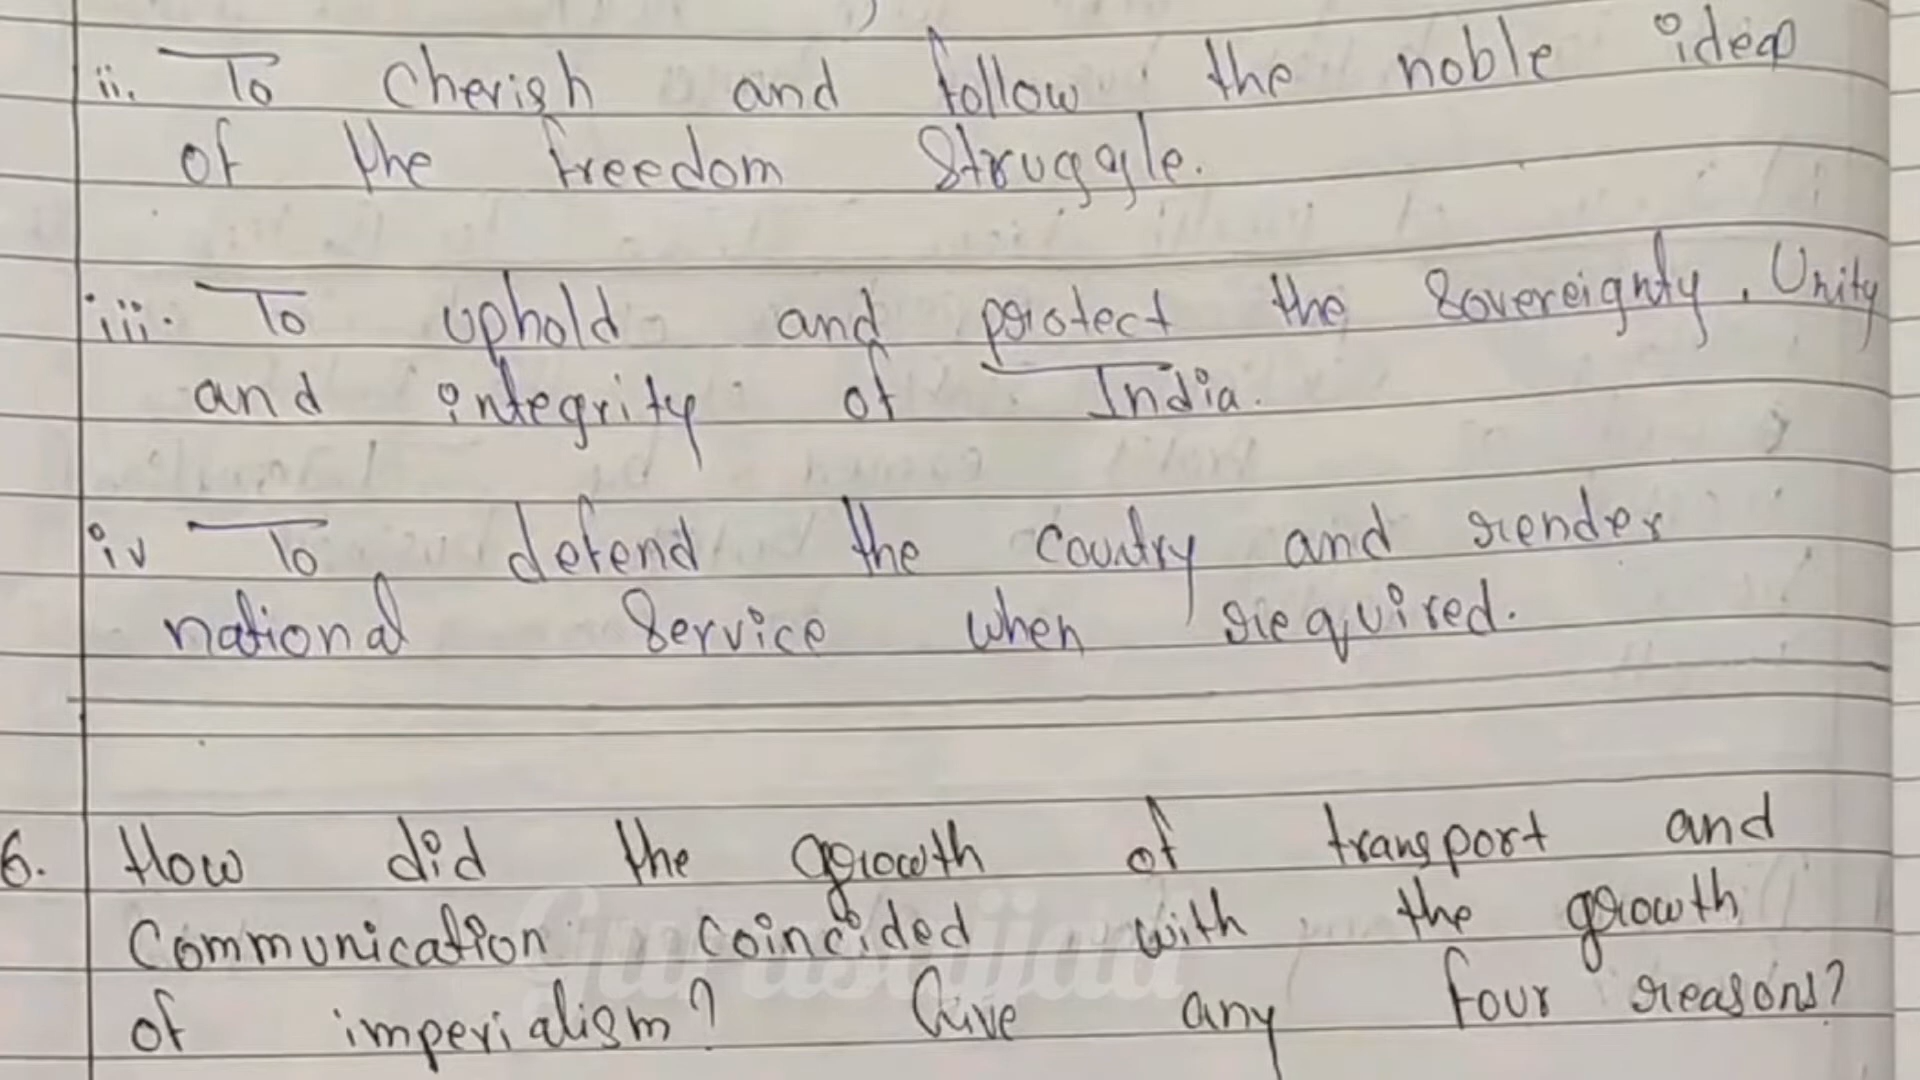 ii. To cherish and follow the noble idea
of the freedom Struggle.
iii. To uphold and protect the Sovereignty, Unity
and integrity of India.
iv To defend the Country and render
national Service when required.
6. How did the growth of transport and
Communication coincided with the growth
of imperialism? Give any four reasons?